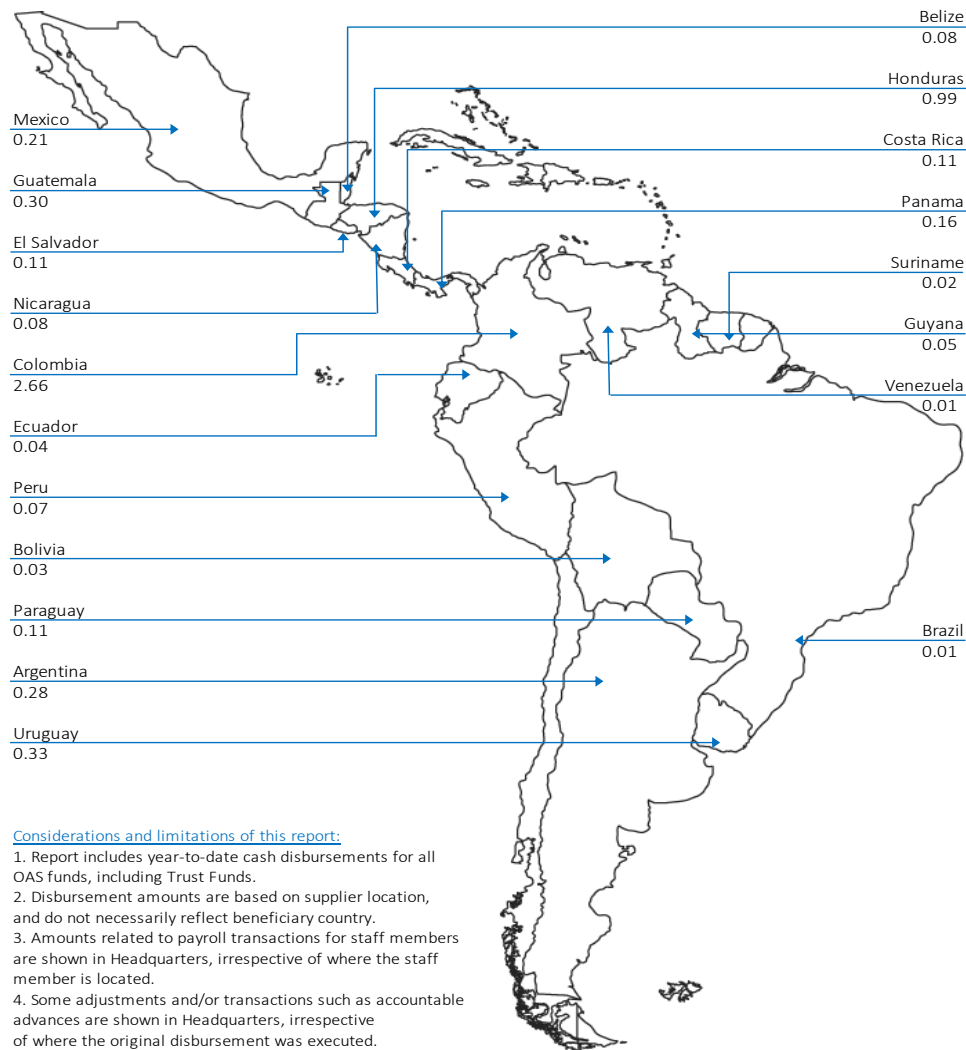 Belize
0.08
Honduras
0.99
Mexico
0.21
Costa Rica
0.11
Guatemala
0.30
Panama
0.16
El Salvador
0.11
Suriname
0.02
Nicaragua
0.08
Guyana
0.05
Colombia
2.66
Venezuela
0.01
Ecuador
0.04
Peru
0.07
Bolivia
0.03
Paraguay
0.11
Brazil
0.01
Argentina
0.28
Uruguay
0.33
Considerations and limitations of this report:
1. Report includes year-to-date cash disbursements for all
OAS funds, including Trust Funds.
2. Disbursement amounts are based on supplier location,
and do not necessarily reflect beneficiary country.
3. Amounts related to payroll transactions for staff members
are shown in Headquarters, irrespective of where the staff
member is located.
4. Some adjustments and/or transactions such as accountable
advances are shown in Headquarters, irrespective
of where the original disbursement was executed.